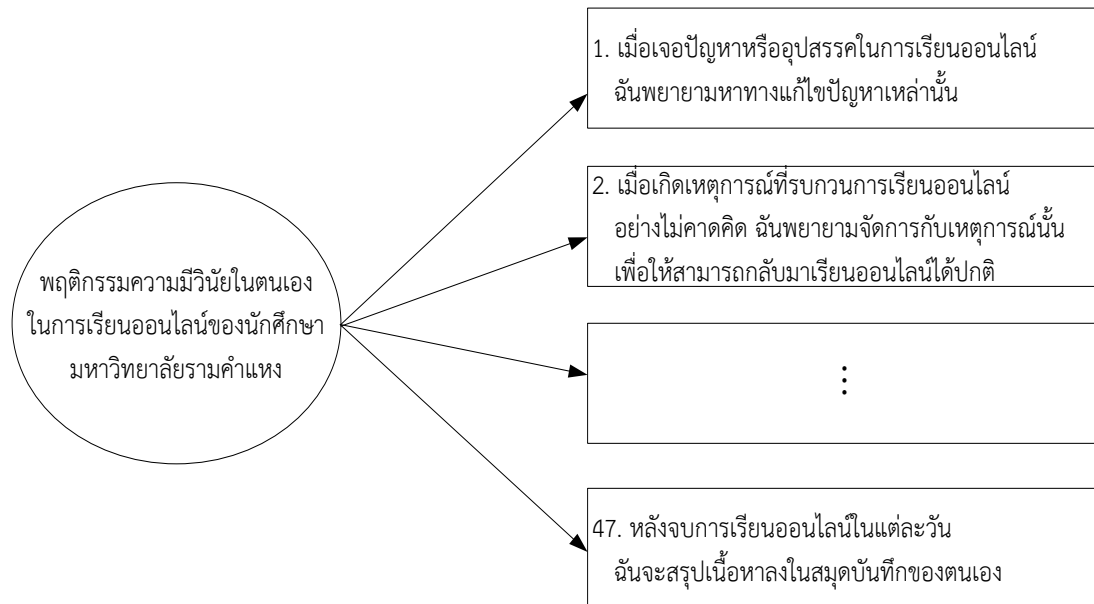 พฤติกรรมความมีวินัยในตนเอง
ในการเรียนออนไลน์ของนักศึกษา
มหาวิทยาลัยรามคำแหง
1. เมื่อเจอปัญหาหรืออุปสรรคในการเรียนออนไลน์
ฉันพยายามหาทางแก้ไขปัญหาเหล่านั้น
2. เมื่อเกิดเหตุการณ์ที่รบกวนการเรียนออนไลน์
อย่างไม่คาดคิด ฉันพยายามจัดการกับเหตุการณ์นั้น
เพื่อให้สามารถกลับมาเรียนออนไลน์ได้ปกติ
⋮
47. หลังจบการเรียนออนไลน์ในแต่ละวัน
ฉันจะสรุปเนื้อหาลงในสมุดบันทึกของตนเอง